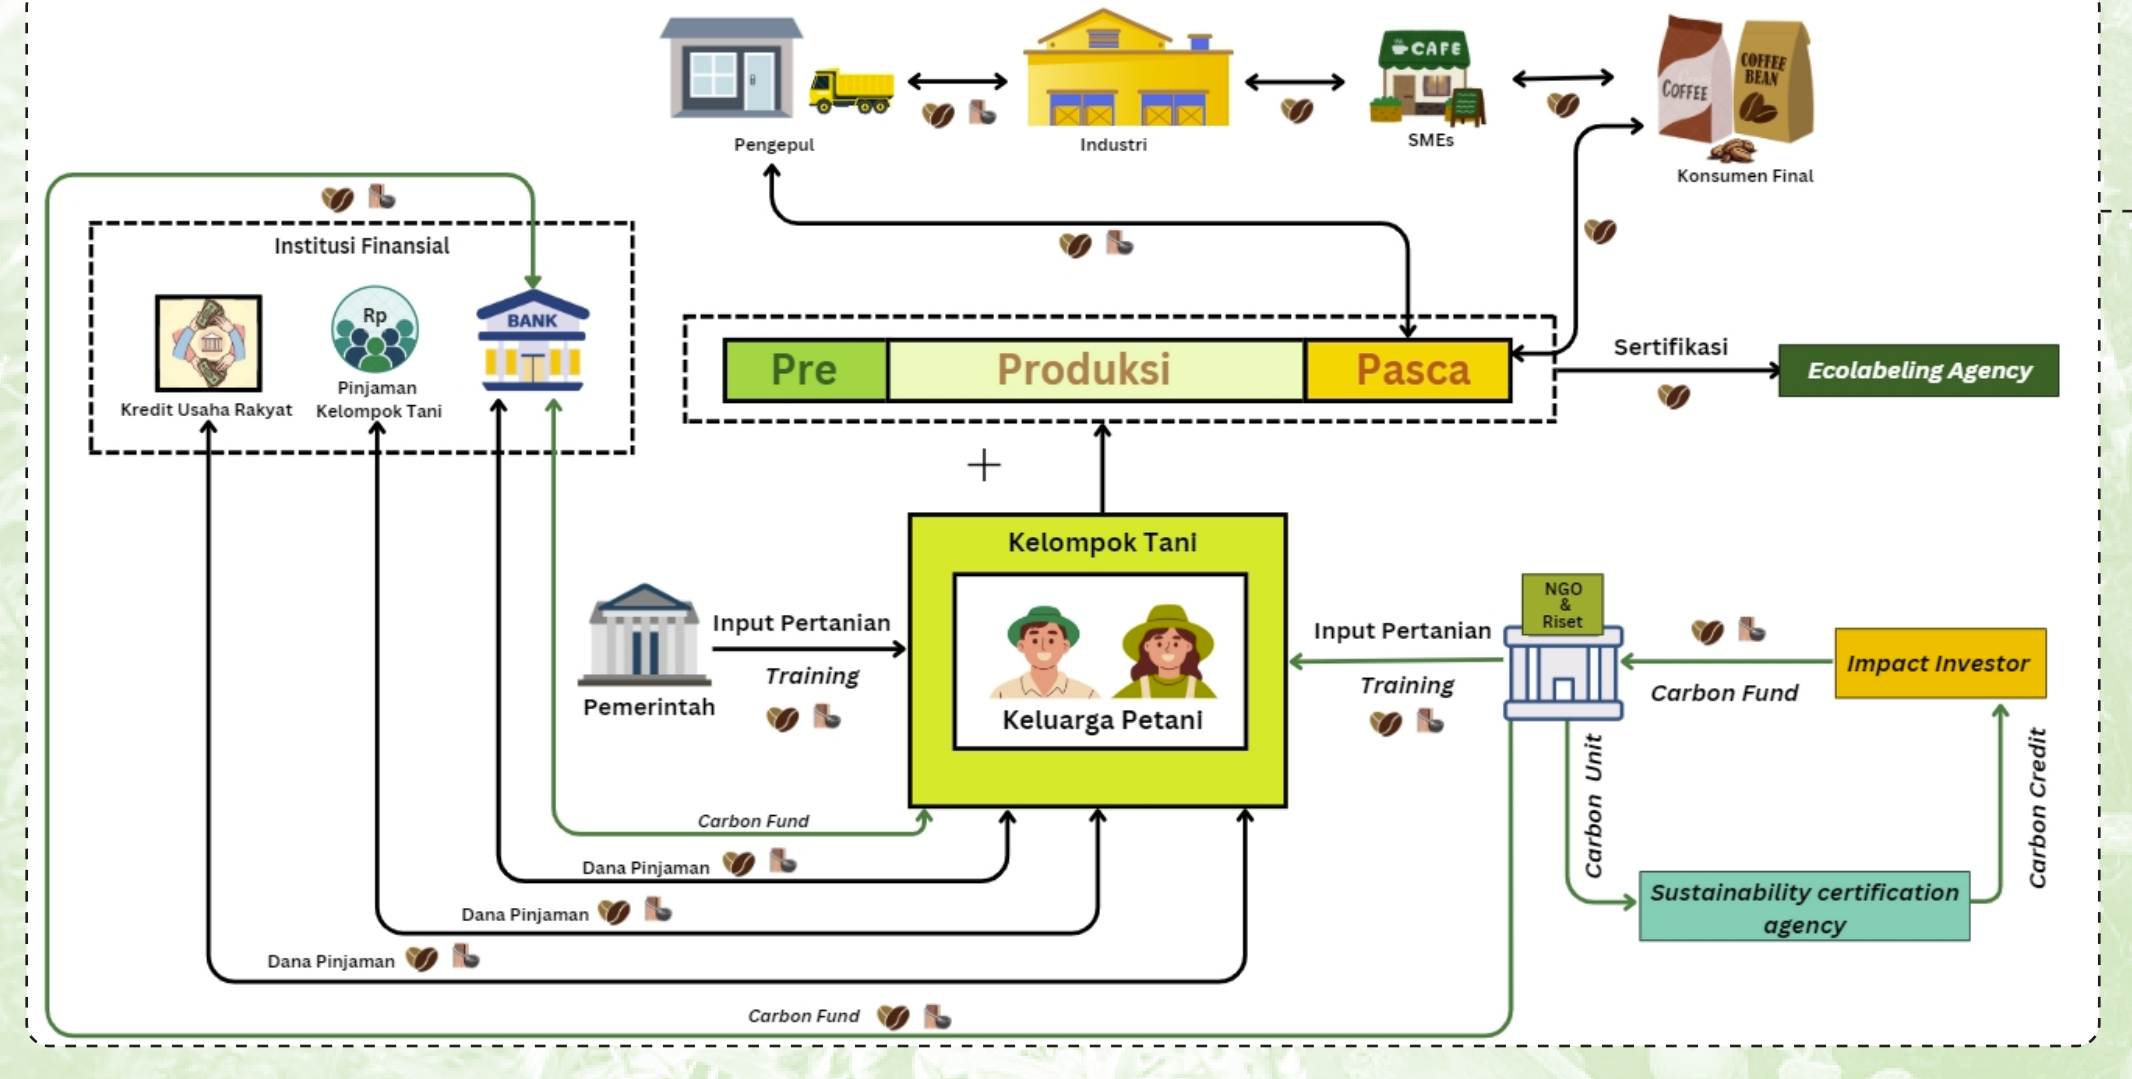 CAFE
COFFEE
COFFEE
BEAN
Pengepul
Industri
SMEs
Konsumen Final
Institusi Finansial
Rp
BANK
Kredit Usaha Rakyat
Pinjaman
Kelompok Tani
Pre
Produksi
Pasca
Sertifikasi
Ecolabeling Agency
Kelompok Tani
Keluarga Petani
Pemerintah
Input Pertanian
Training
Input Pertanian
Training
NGO
&
Riset
Carbon Fund
Impact Investor
Carbon Unit
Carbon Credit
Sustainability certification
agency
Carbon Fund
Dana Pinjaman
Dana Pinjaman
Dana Pinjaman
Carbon Fund